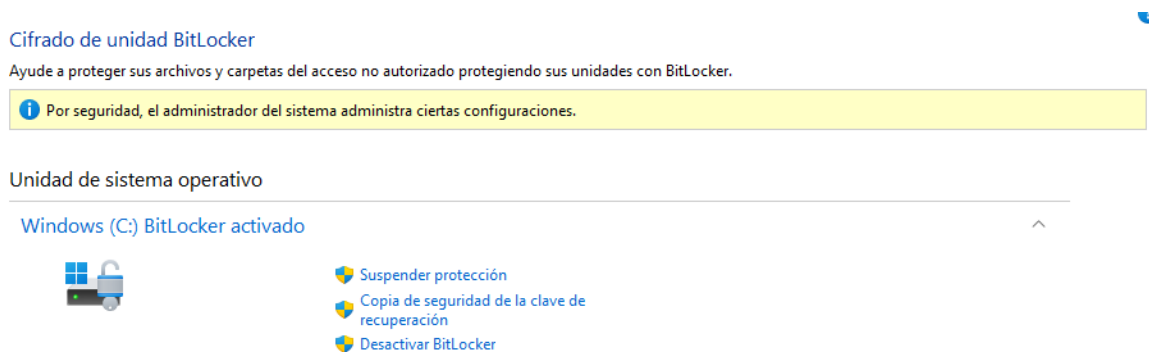 Cifrado de unidad BitLocker
Ayude a proteger sus archivos y carpetas del acceso no autorizado protegiendo sus unidades con BitLocker.
Por seguridad, el administrador del sistema administra ciertas configuraciones.
Unidad de sistema operativo
Windows (C:) BitLocker activado
Suspender protección
Copia de seguridad de la clave de
recuperación
Desactivar BitLocker